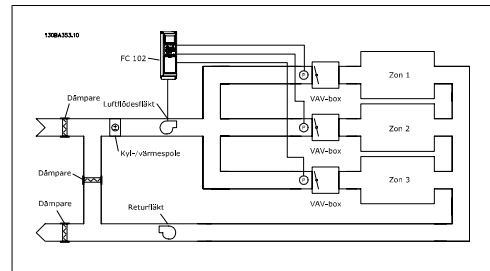 130BA353.10
FC 102
Luftflödesfläkt
Dämpare
Kyl-/värmespole
Dämpare
Dämpare
Returfläkt
P
VAV-box
Zon 1
P
VAV-box
Zon 2
P
VAV-box
Zon 3